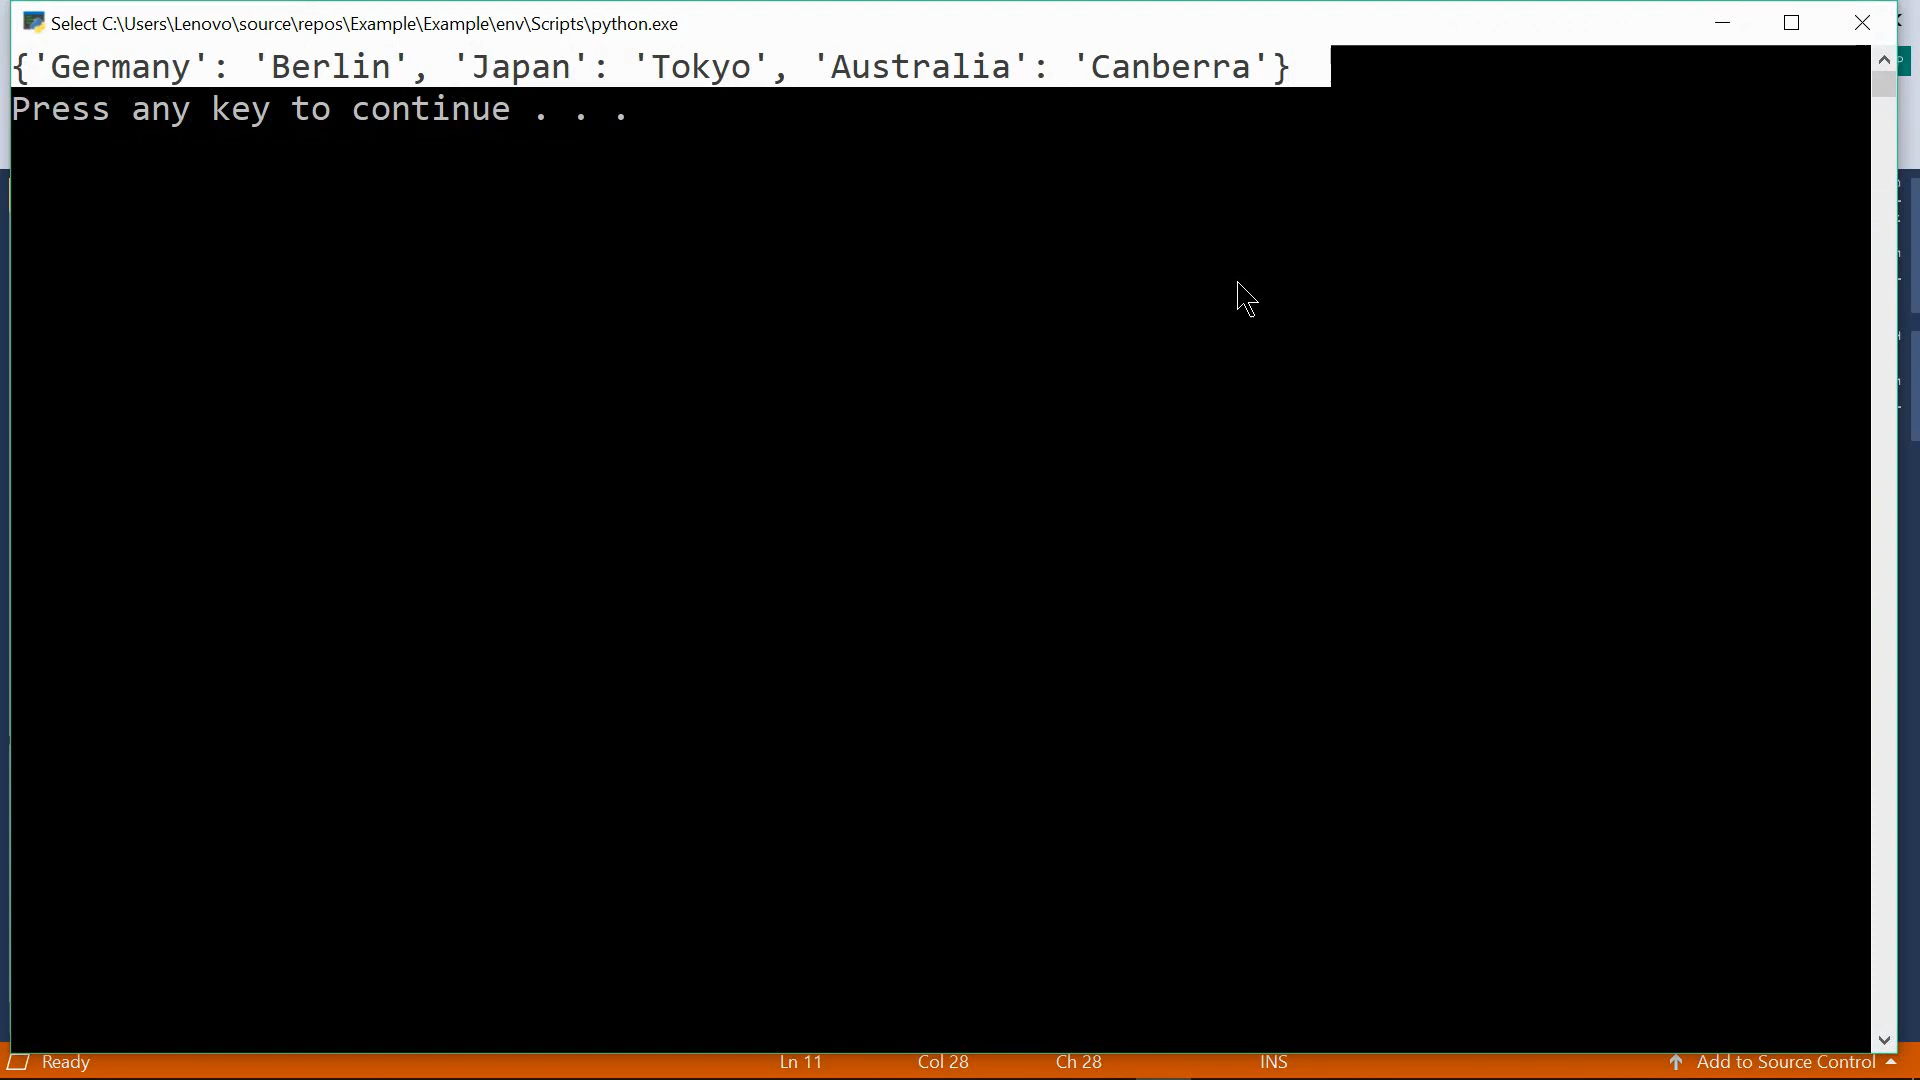 Select C:\Users\Lenovo\source\repos\Example\Example\env\Scripts\python.exe
{'Germany': 'Berlin', 'Japan': 'Tokyo', 'Australia': 'Canberra'}
Press any key to continue . . .
Ready Ln 11 Col 28 Ch 28 INS Add to Source Control